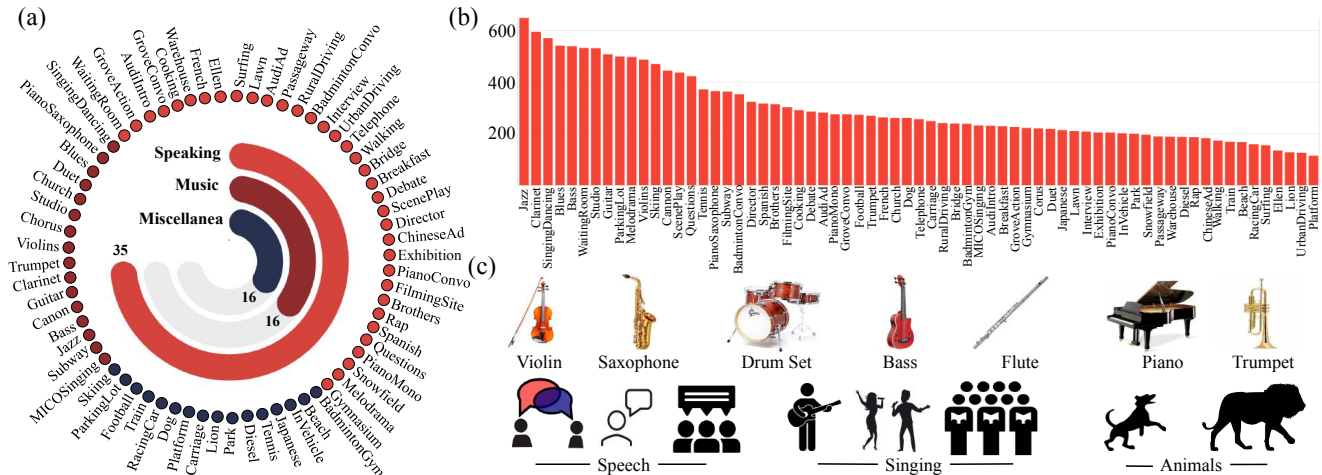 (a)
Surfing
Lawn
AudiAd
Passageway
RuralDriving
BadmintonConvo
Interview
UrbanDriving
Telephone
Walking
Bridge
Breakfast
Debate
ScenePlay
Director
ChineseAd
Exhibition
PianoConvo
FilmingSite
Brothers
Rap
Spanish
Questions
PianoMono
Snowfield
Melodrama
Gymnasium
BadmintonGym
Beach
InVehicle
Japanese
Tennis
Diesel
Park
Lion
Carriage
Platform
Dog
RacingCar
Train
Football
ParkingLot
Skiing
MICOSinging
Subway
Jazz
Bass
Canon
Guitar
Clarinet
Trumpet
Violins
Chorus
Studio
Church
Duet
Blues
PianoSaxophone
SingingDancing
WaitingRoom
GroveAction
AudiIntro
GroveConvo
Cooking
Warehouse
French
Ellen
Speaking
Music
Miscellanea
35
16
16
(b)
600
400
200
Jazz
Clarinet
SingingDancing
Blues
Bass
WaitingRoom
Studio
Guitar
ParkingLot
Melodrama
Violins
Skiing
Cannon
ScenePlay
Questions
Tennis
PianoSaxophone
Subway
BadmintonConvo
Director
Spanish
Brothers
FilmingSite
Cooking
Debate
AudiAd
PianoMono
GroveConvo
Football
Trumpet
French
Church
Dog
Telephone
Carriage
RuralDriving
Bridge
BadmintonGym
MICOSinging
AudiIntro
Breakfast
GroveAction
Gymnasium
Corus
Duet
Japanese
Lawn
Interview
Exhibition
PianoConvo
InVehicle
Park
Snowfield
Passageway
Warehouse
Diesel
Rap
ChineseAd
Walking
Train
Beach
RacingCar
Surfing
Ellen
Lion
UrbanDriving
Platform
(c)
Violin Saxophone Drum Set Bass Flute Piano Trumpet
Speech Singing Animals